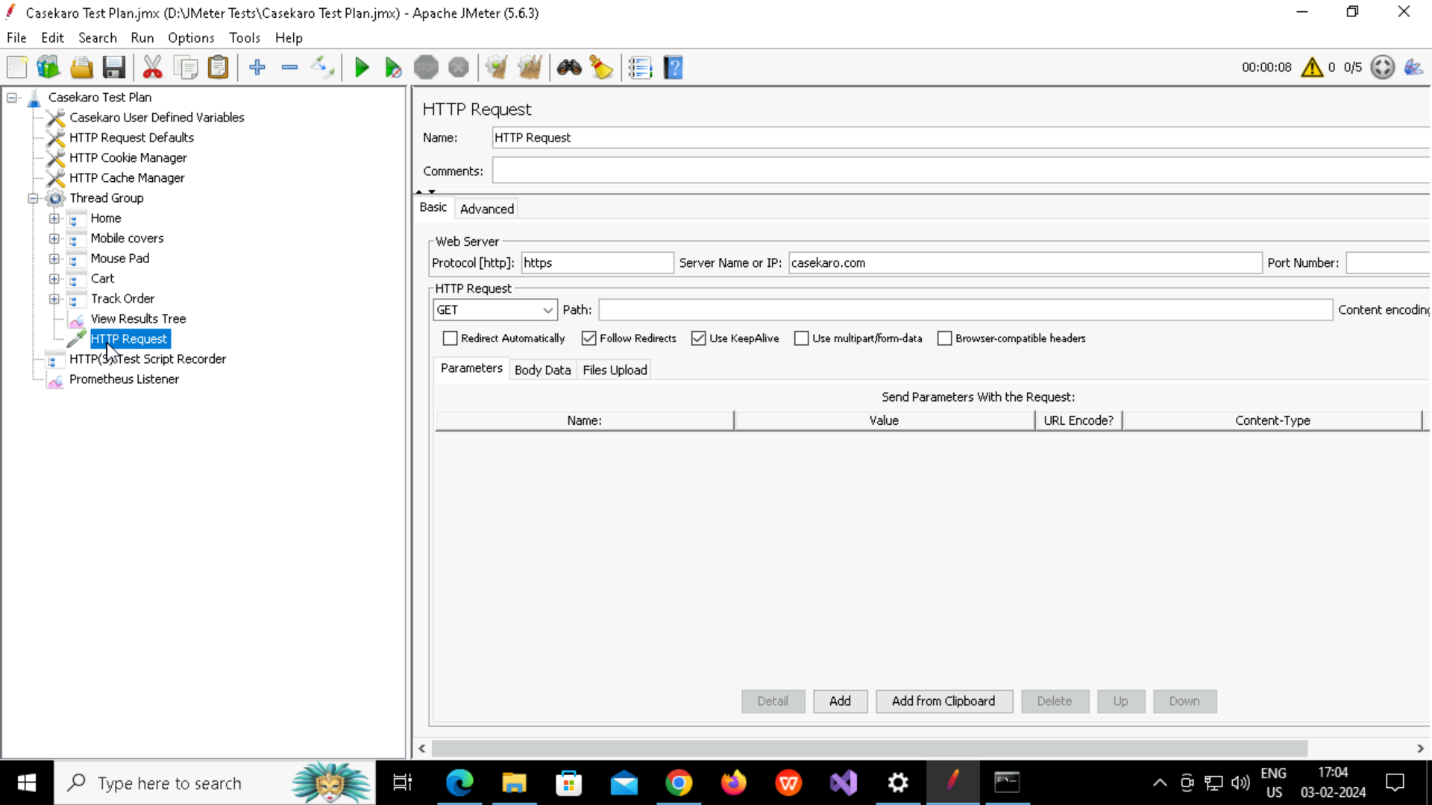 Casekaro Test Plan.jmx (D:\JMeter Tests\Casekaro Test Plan.jmx) - Apache JMeter (5.6.3)
File Edit Search Run Options Tools Help
00:00:08 0 0/5
Casekaro Test Plan
Casekaro User Defined Variables
HTTP Request Defaults
HTTP Cookie Manager
HTTP Cache Manager
Thread Group
Home
Mobile covers
Mouse Pad
Cart
Track Order
View Results Tree
HTTP Request
HTTP(S) Test Script Recorder
Prometheus Listener
HTTP Request
Name: HTTP Request
Comments:
Basic Advanced
Web Server
Protocol [http]: https Server Name or IP: casekaro.com Port Number:
HTTP Request
GET Path: Content encoding
Redirect Automatically Follow Redirects Use KeepAlive Use multipart/form-data Browser-compatible headers
Parameters Body Data Files Upload
Send Parameters With the Request:
Name: Value URL Encode? Content-Type
Detail Add Add from Clipboard Delete Up Down
Type here to search
ENG
US
17:04
03-02-2024